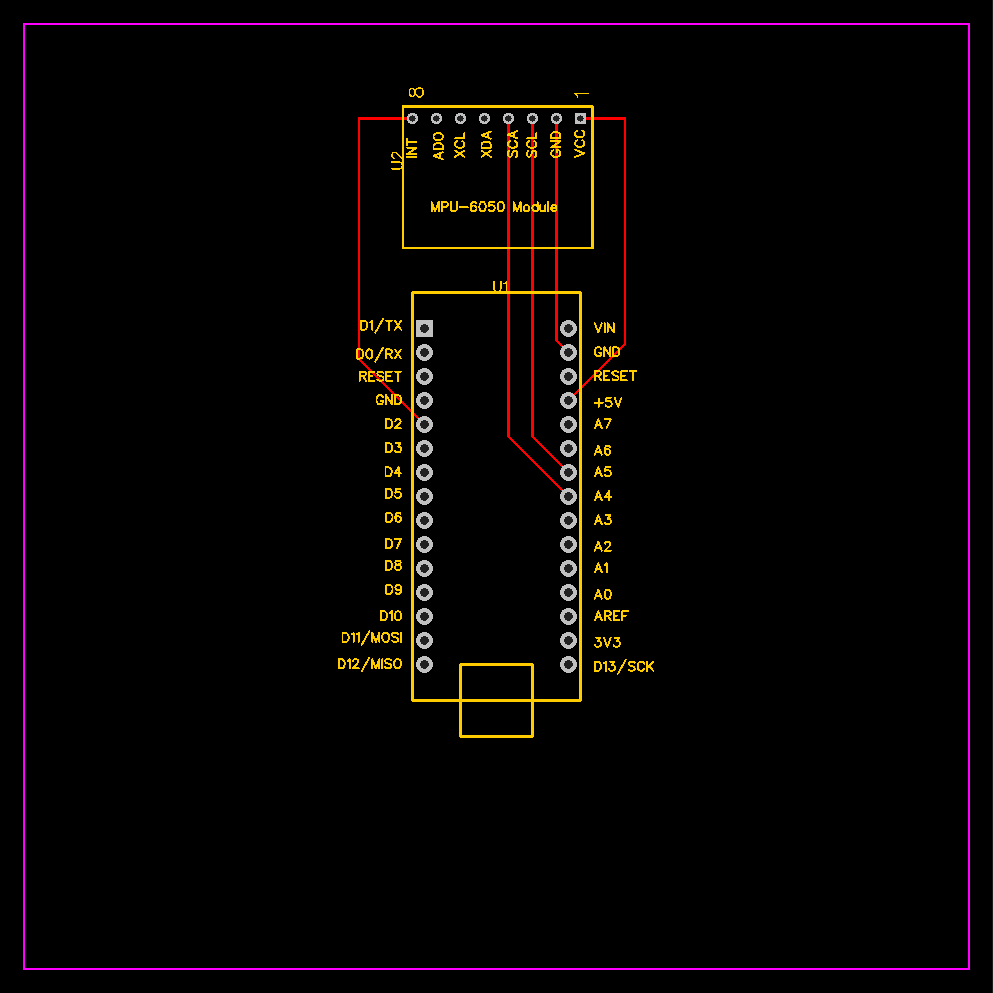 8 1
U2 INT ADO XCL XDA SCA SCL GND VCC
MPU-6050 Module
U1
D1/TX VIN
D0/RX GND
RESET RESET
GND +5V
D2 A7
D3 A6
D4 A5
D5 A4
D6 A3
D7 A2
D8 A1
D9 A0
D10 AREF
D11/MOSI 3V3
D12/MISO D13/SCK